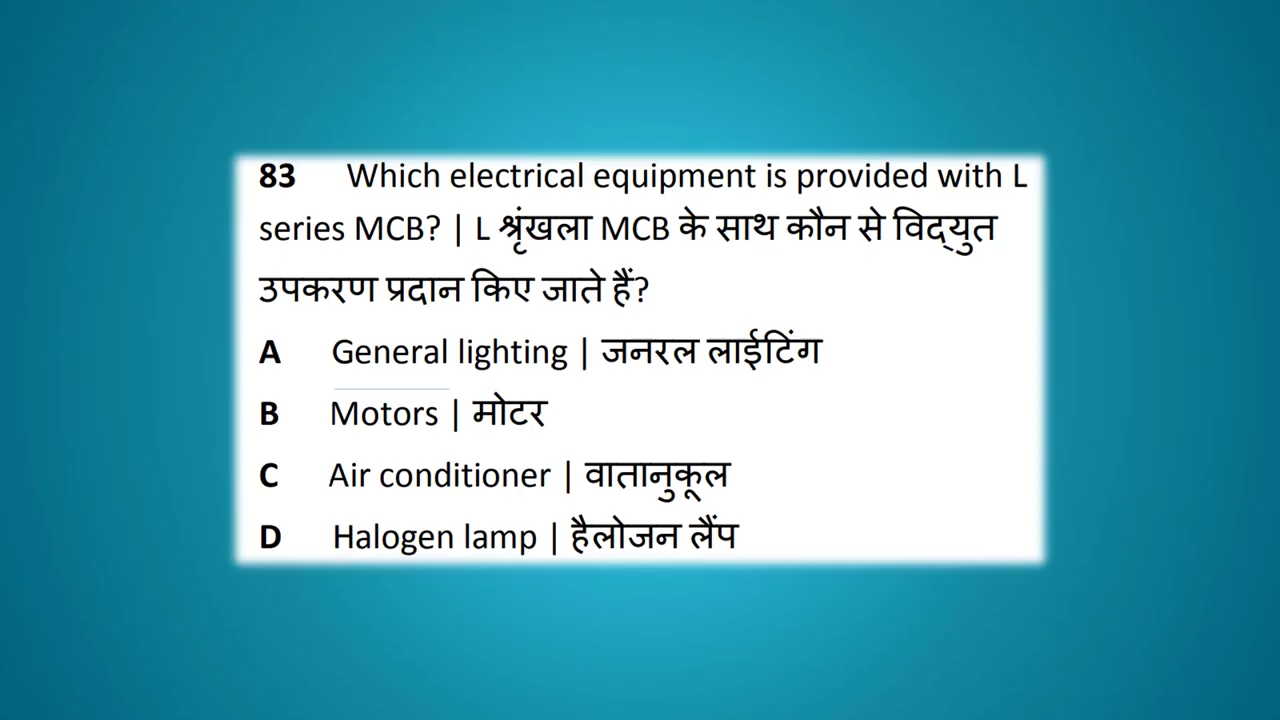 83 Which electrical equipment is provided with L
series MCB? | L श्रृंखला MCB के साथ कौन से विद्युत
उपकरण प्रदान किए जाते हैं?
A General lighting | जनरल लाईटिंग
B Motors | मोटर
C Air conditioner | वातानुकूल
D Halogen lamp | हैलोजन लैंप